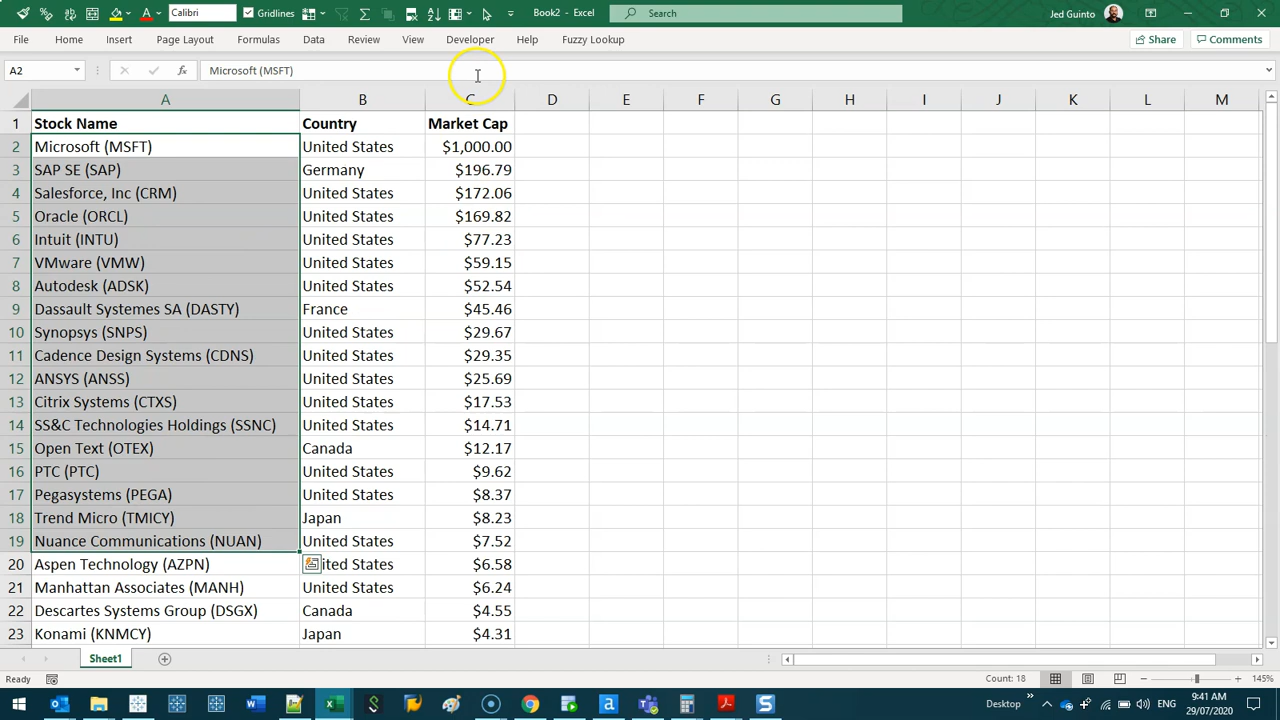 Calibri Gridlines Book2 - Excel Search Jed Guinto
File Home Insert Page Layout Formulas Data Review View Developer Help Fuzzy Lookup Share Comments
A2 fx Microsoft (MSFT)
A B C D E F G H I J K L M
1 Stock Name Country Market Cap
2 Microsoft (MSFT) United States $1,000.00
3 SAP SE (SAP) Germany $196.79
4 Salesforce, Inc (CRM) United States $172.06
5 Oracle (ORCL) United States $169.82
6 Intuit (INTU) United States $77.23
7 VMware (VMW) United States $59.15
8 Autodesk (ADSK) United States $52.54
9 Dassault Systemes SA (DASTY) France $45.46
10 Synopsys (SNPS) United States $29.67
11 Cadence Design Systems (CDNS) United States $29.35
12 ANSYS (ANSS) United States $25.69
13 Citrix Systems (CTXS) United States $17.53
14 SS&C Technologies Holdings (SSNC) United States $14.71
15 Open Text (OTEX) Canada $12.17
16 PTC (PTC) United States $9.62
17 Pegasystems (PEGA) United States $8.37
18 Trend Micro (TMICY) Japan $8.23
19 Nuance Communications (NUAN) United States $7.52
20 Aspen Technology (AZPN) ited States $6.58
21 Manhattan Associates (MANH) United States $6.24
22 Descartes Systems Group (DSGX) Canada $4.55
23 Konami (KNMCY) Japan $4.31
Sheet1
Ready Count: 18 145%
Desktop ENG 9:41 AM
29/07/2020